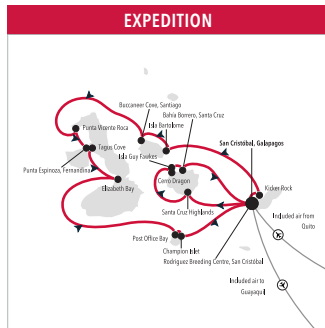 EXPEDITION
Buccaneer Cove, Santiago
Bahía Borrero, Santa Cruz
Isla Bartolome
Punta Vicente Roca
San Cristóbal, Galapagos
Tagus Cove
Isla Guy Fawkes
Punta Espinoza, Fernandina
Cerro Dragon
Elizabeth Bay
Kicker Rock
Santa Cruz Highlands
Included air from
Quito
Post Office Bay
Champion Islet
Rodriguez Breeding Centre, San Cristóbal
Included air to
Guayaquil